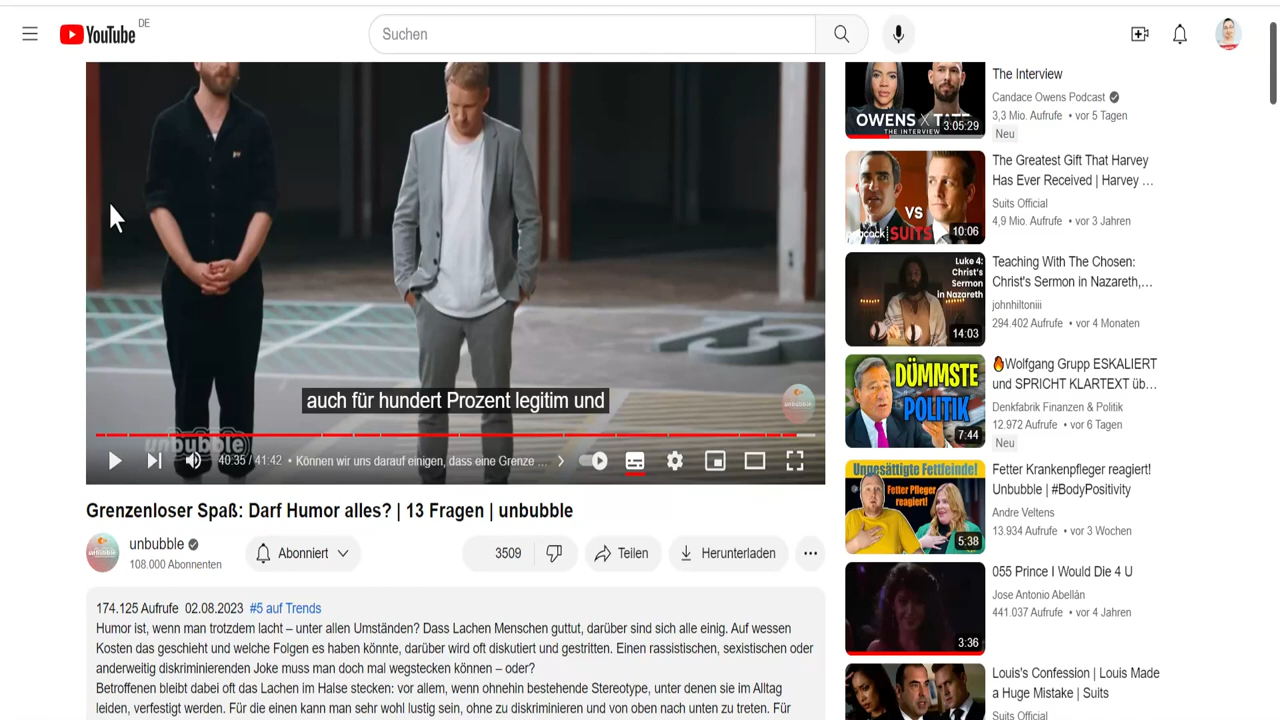 YouTube
DE
Suchen
auch für hundert Prozent legitim und
unbubble
40:35 / 41:42 • Können wir uns darauf einigen, dass eine Grenze ...
Grenzenloser Spaß: Darf Humor alles? | 13 Fragen | unbubble
unbubble
108.000 Abonnenten
Abonniert
3509
Teilen
Herunterladen
174.125 Aufrufe 02.08.2023 #5 auf Trends
Humor ist, wenn man trotzdem lacht – unter allen Umständen? Dass Lachen Menschen guttut, darüber sind sich alle einig. Auf wessen
Kosten das geschieht und welche Folgen es haben könnte, darüber wird oft diskutiert und gestritten. Einen rassistischen, sexistischen oder
anderweitig diskriminierenden Joke muss man doch mal wegstecken können – oder?
Betroffenen bleibt dabei oft das Lachen im Halse stecken: vor allem, wenn ohnehin bestehende Stereotype, unter denen sie im Alltag
leiden, verfestigt werden. Für die einen kann man sehr wohl lustig sein, ohne zu diskriminieren und von oben nach unten zu treten. Für
OWENS X TATE
THE INTERVIEW
3:05:29
The Interview
Candace Owens Podcast
3,3 Mio. Aufrufe • vor 5 Tagen
Neu
VS
SUITS
10:06
The Greatest Gift That Harvey
Has Ever Received | Harvey ...
Suits Official
4,9 Mio. Aufrufe • vor 3 Jahren
Luke 4:
Christ's
Sermon
in Nazareth
14:03
Teaching With The Chosen:
Christ's Sermon in Nazareth,...
johnhiltoniii
294.402 Aufrufe • vor 4 Monaten
DÜMMSTE
POLITIK
7:44
🔥Wolfgang Grupp ESKALIERT
und SPRICHT KLARTEXT üb...
Denkfabrik Finanzen & Politik
12.972 Aufrufe • vor 6 Tagen
Neu
Ungesättigte Fettfeinde!
Fetter Pfleger
reagiert!
5:38
Fetter Krankenpfleger reagiert!
Unbubble | #BodyPositivity
Andre Veltens
13.934 Aufrufe • vor 3 Wochen
3:36
055 Prince I Would Die 4 U
Jose Antonio Abellán
441.037 Aufrufe • vor 4 Jahren
Louis's Confession | Louis Made
a Huge Mistake | Suits
Suits Official